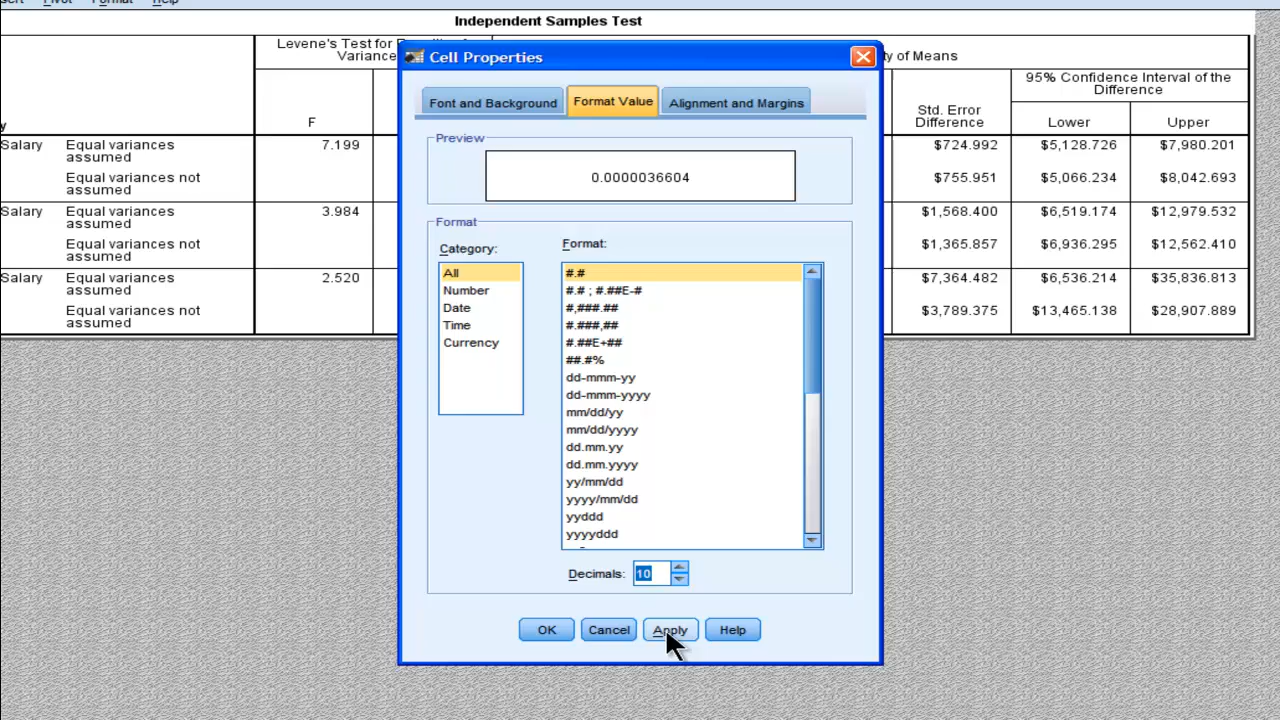 Pivot Format Help
Independent Samples Test
Levene's Test for
Variance
y of Means
F
Std. Error
Difference
95% Confidence Interval of the
Difference
Lower Upper
Salary Equal variances
assumed
7.199 $724.992 $5,128.726 $7,980.201
Equal variances not
assumed
$755.951 $5,066.234 $8,042.693
Salary Equal variances
assumed
3.984 $1,568.400 $6,519.174 $12,979.532
Equal variances not
assumed
$1,365.857 $6,936.295 $12,562.410
Salary Equal variances
assumed
2.520 $7,364.482 $6,536.214 $35,836.813
Equal variances not
assumed
$3,789.375 $13,465.138 $28,907.889
Cell Properties
Font and Background Format Value Alignment and Margins
Preview
0.0000036604
Format
Category:
All
Number
Date
Time
Currency
Format:
#.#
#.# ; #.##E-#
#,###.##
#.###,##
#.##E+##
##.#%
dd-mmm-yy
dd-mmm-yyyy
mm/dd/yy
mm/dd/yyyy
dd.mm.yy
dd.mm.yyyy
yy/mm/dd
yyyy/mm/dd
yyddd
yyyyddd
Decimals: 10
OK Cancel Apply Help